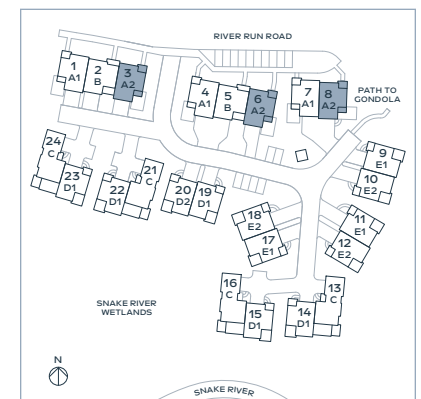 RIVER RUN ROAD
1
A1
2
B
3
A2
4
A1
5
B
6
A2
7
A1
8
A2
PATH TO
GONDOLA
24
C
23
D1
22
D1
21
C
20
D2
19
D1
9
E1
10
E2
18
E2
17
E1
11
E1
12
E2
16
C
15
D1
14
D1
13
C
SNAKE RIVER
WETLANDS
N
SNAKE RIVER